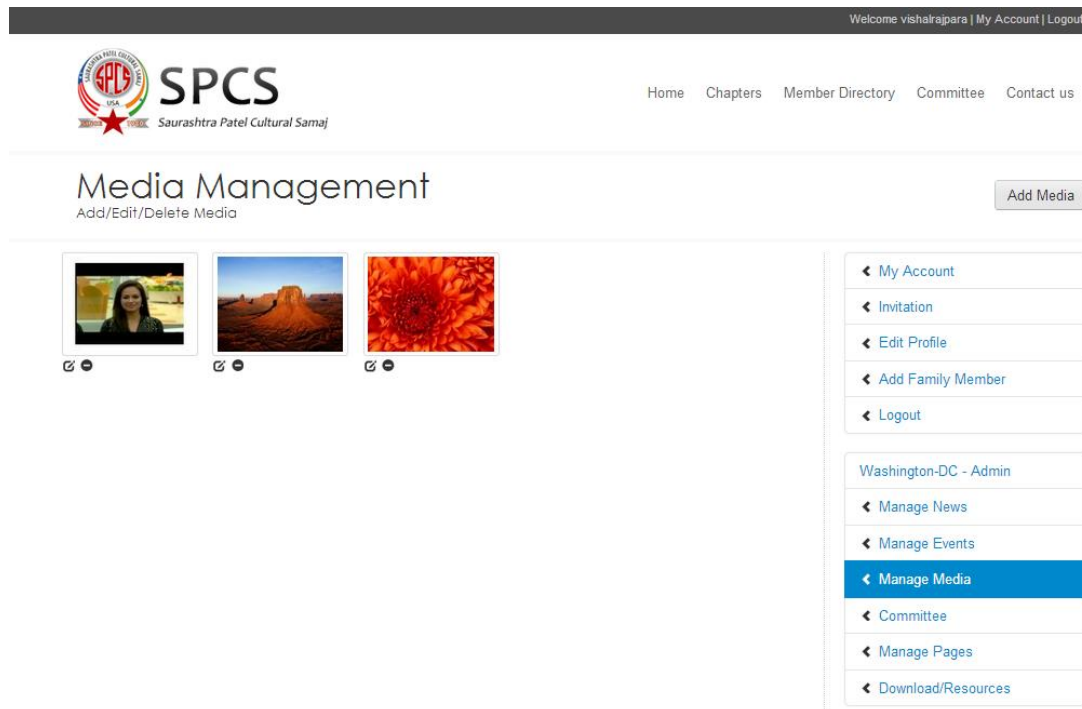 Welcome vishalrajpara | My Account | Logout
SPCS
USA
SPCS
Saurashtra Patel Cultural Samaj
Home Chapters Member Directory Committee Contact us
Media Management
Add/Edit/Delete Media
Add Media
My Account
Invitation
Edit Profile
Add Family Member
Logout
Washington-DC - Admin
Manage News
Manage Events
Manage Media
Committee
Manage Pages
Download/Resources